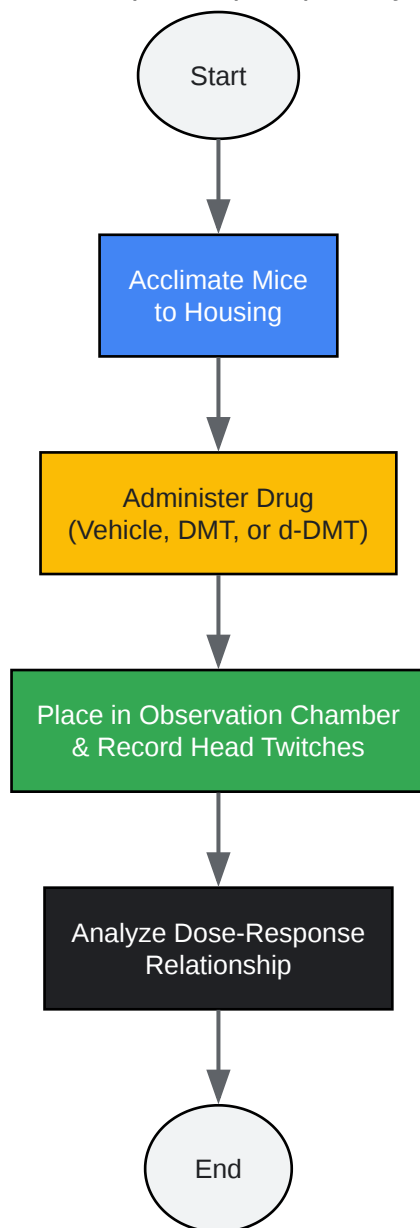 Start
Acclimate Mice
to Housing
Administer Drug
(Vehicle, DMT, or d-DMT)
Place in Observation Chamber
& Record Head Twitches
Analyze Dose-Response
Relationship
End